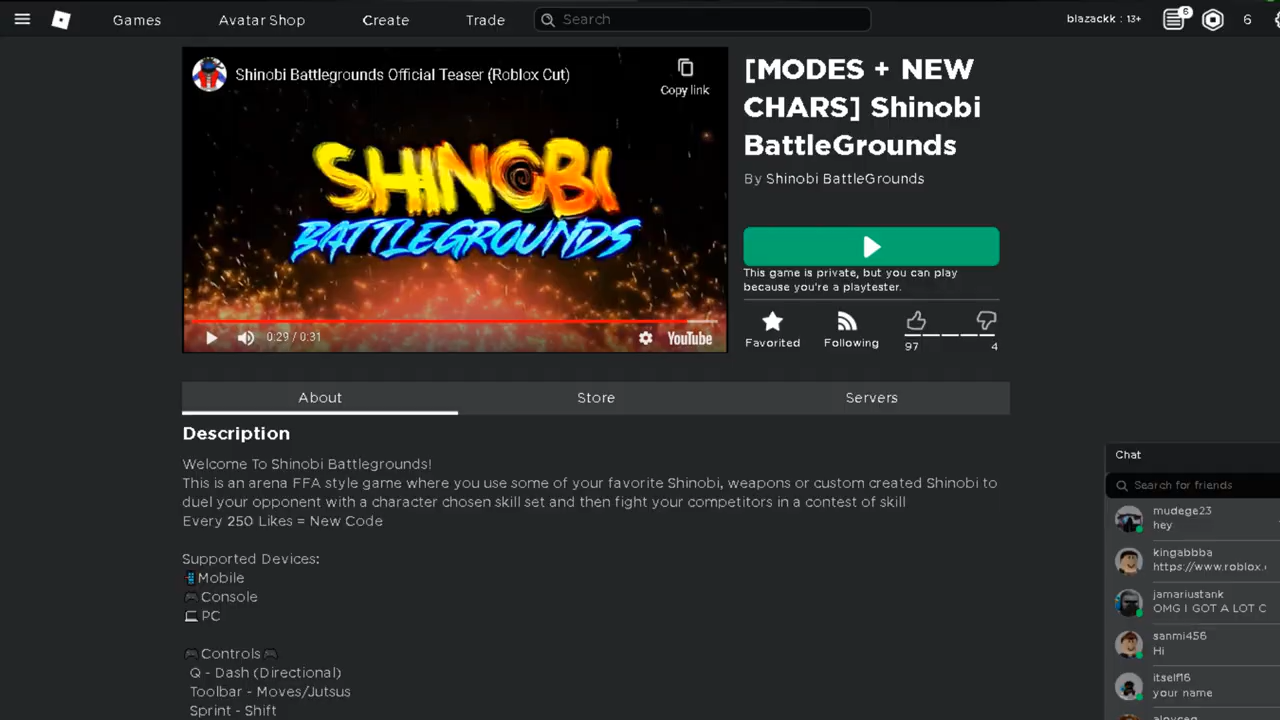 Games
Avatar Shop
Create
Trade
Search
blazackk : 13+
6
6
Shinobi Battlegrounds Official Teaser (Roblox Cut)
Copy link
SHINOBI
BATTLEGROUNDS
0:29 / 0:31
YouTube
[MODES + NEW
CHARS] Shinobi
BattleGrounds
By Shinobi BattleGrounds
This game is private, but you can play
because you're a playtester.
Favorited
Following
97
4
About
Store
Servers
Description
Welcome To Shinobi Battlegrounds!
This is an arena FFA style game where you use some of your favorite Shinobi, weapons or custom created Shinobi to
duel your opponent with a character chosen skill set and then fight your competitors in a contest of skill
Every 250 Likes = New Code
Supported Devices:
Mobile
Console
PC
Controls
Q - Dash (Directional)
Toolbar - Moves/Jutsus
Sprint - Shift
Chat
Search for friends
mudege23
hey
kingabbba
https://www.roblox.
jamariustank
OMG I GOT A LOT C
sanmi456
Hi
itself16
your name